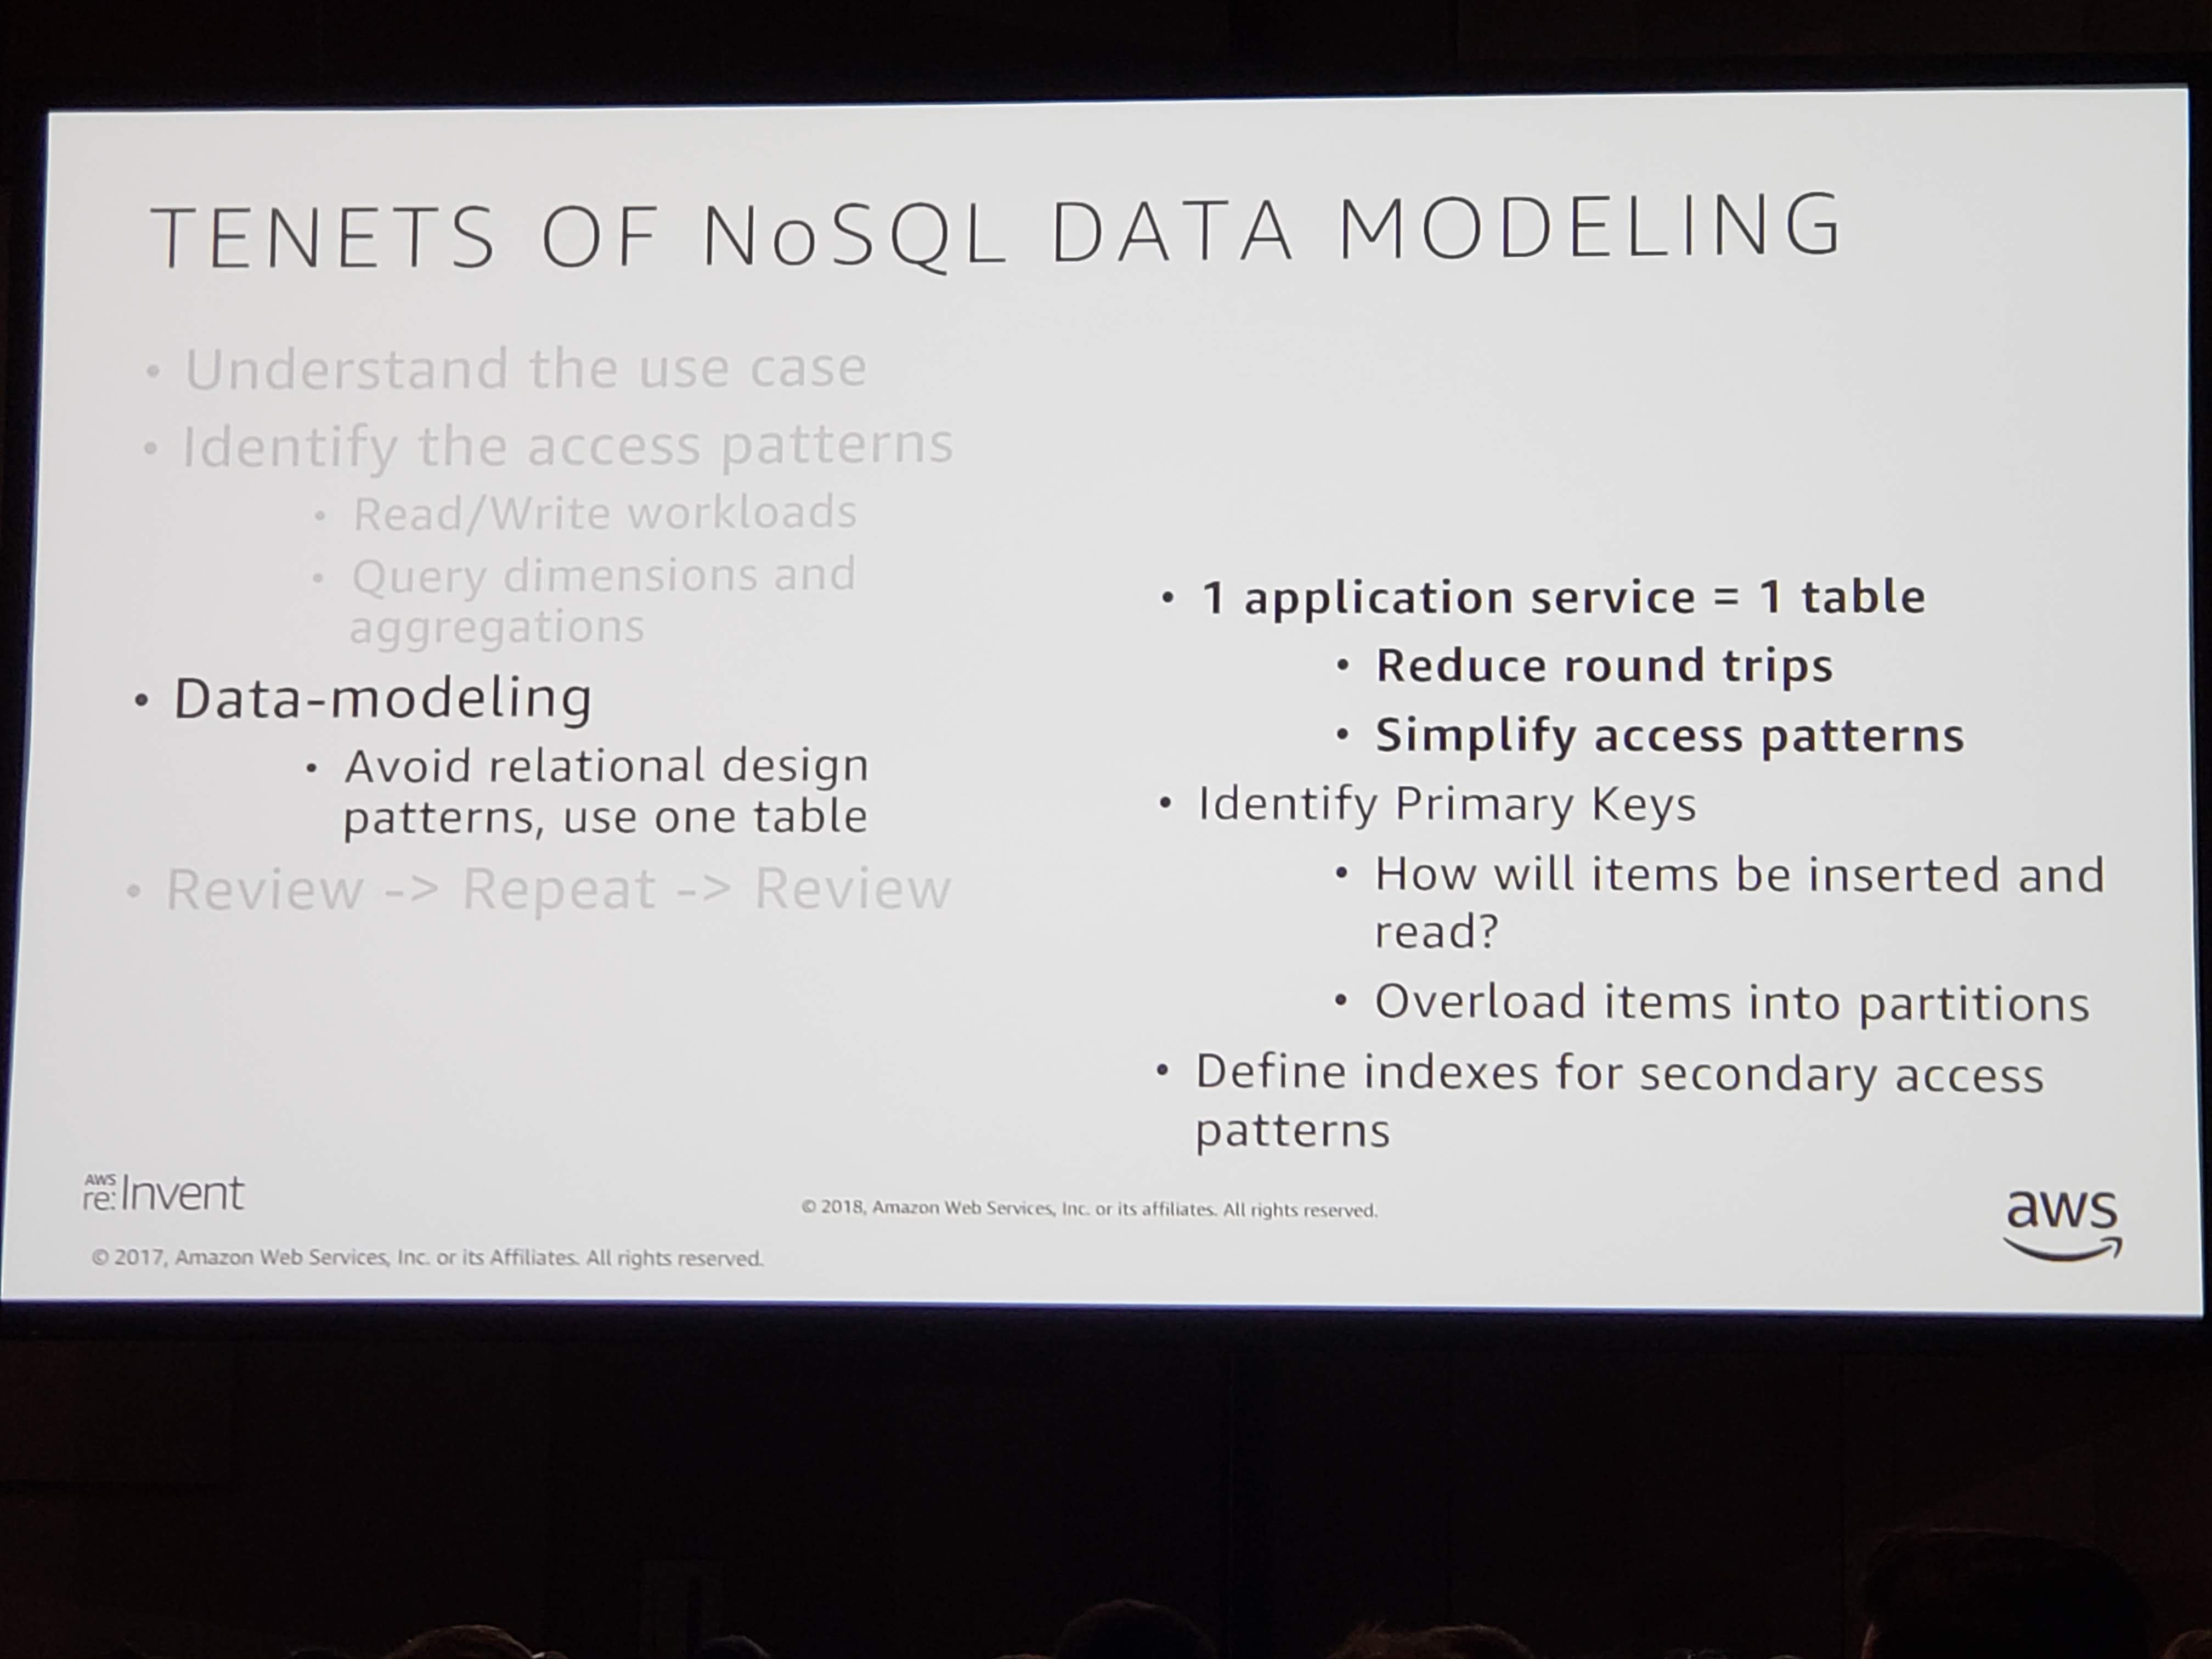 TENETS OF NoSQL DATA MODELING
• Understand the use case
• Identify the access patterns
• Read/Write workloads
• Query dimensions and
aggregations
• Data-modeling
• Avoid relational design
patterns, use one table
• Review -> Repeat -> Review
• 1 application service = 1 table
• Reduce round trips
• Simplify access patterns
• Identify Primary Keys
• How will items be inserted and
read?
• Overload items into partitions
• Define indexes for secondary access
patterns
AWS
re:Invent
© 2018, Amazon Web Services, Inc. or its affiliates. All rights reserved.
aws
© 2017, Amazon Web Services, Inc. or its Affiliates. All rights reserved.